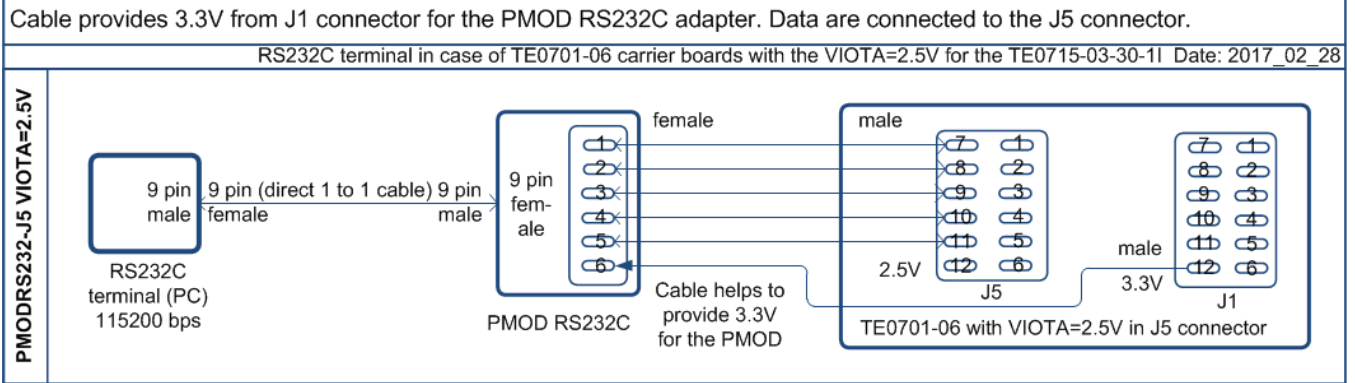 Cable provides 3.3V from J1 connector for the PMOD RS232C adapter. Data are connected to the J5 connector.
RS232C terminal in case of TE0701-06 carrier boards with the VIOTA=2.5V for the TE0715-03-30-1I Date: 2017_02_28
PMODRS232-J5 VIOTA=2.5V
9 pin
male
RS232C
terminal (PC)
115200 bps
9 pin (direct 1 to 1 cable) 9 pin
female male
9 pin
fem-
ale
1
2
3
4
5
6
PMOD RS232C
female
Cable helps to
provide 3.3V
for the PMOD
male
7 1
8 2
9 3
10 4
11 5
12 6
2.5V
J5
male
3.3V
7 1
8 2
9 3
10 4
11 5
12 6
J1
TE0701-06 with VIOTA=2.5V in J5 connector